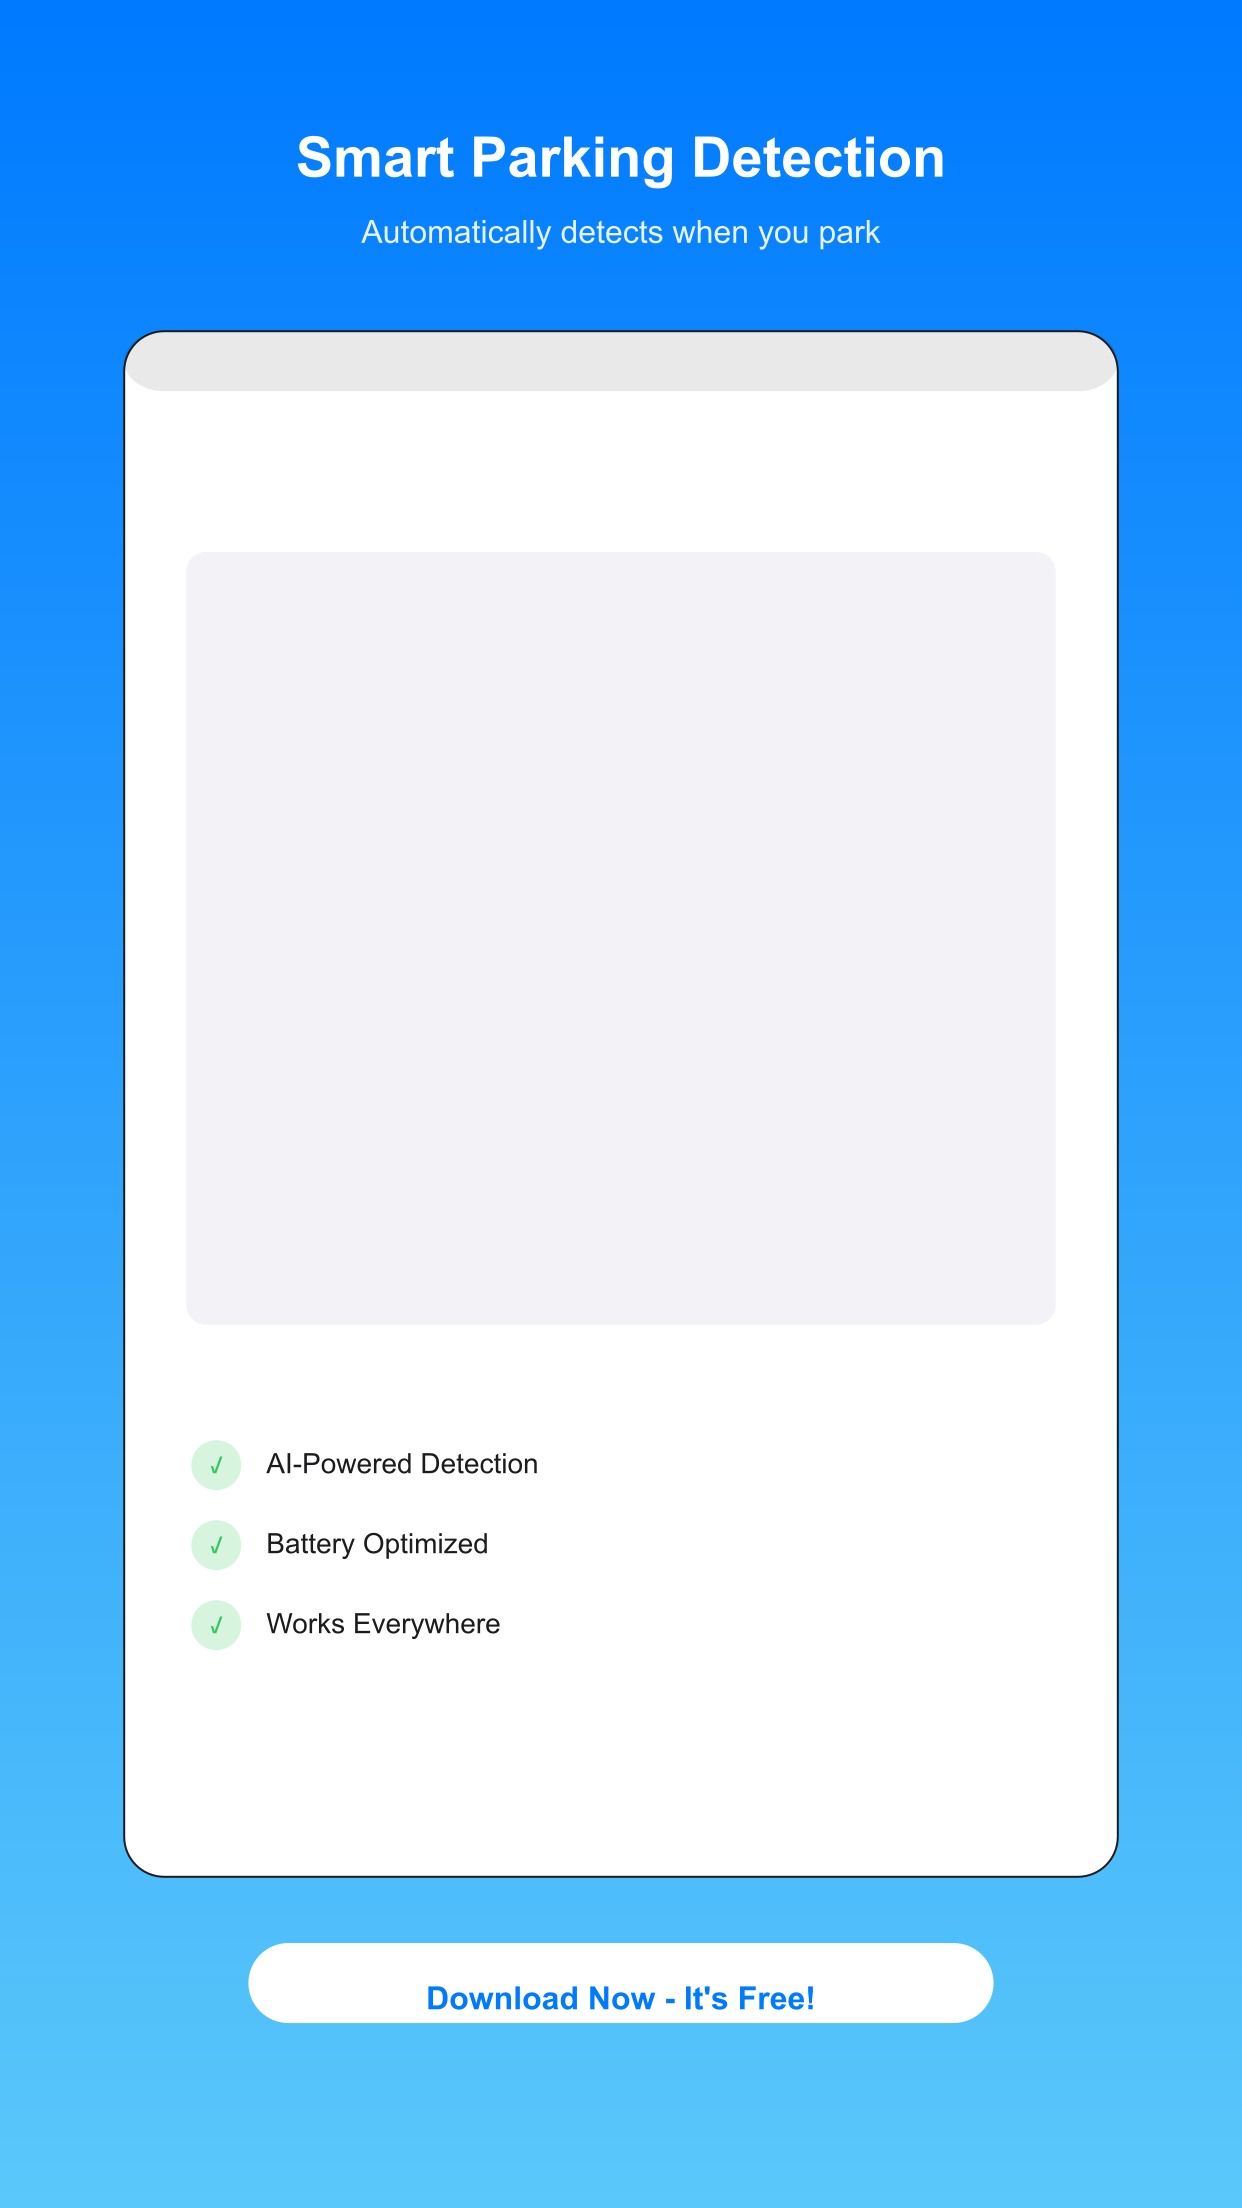 Smart Parking Detection
Automatically detects when you park
✓ AI-Powered Detection
✓ Battery Optimized
✓ Works Everywhere
Download Now - It's Free!